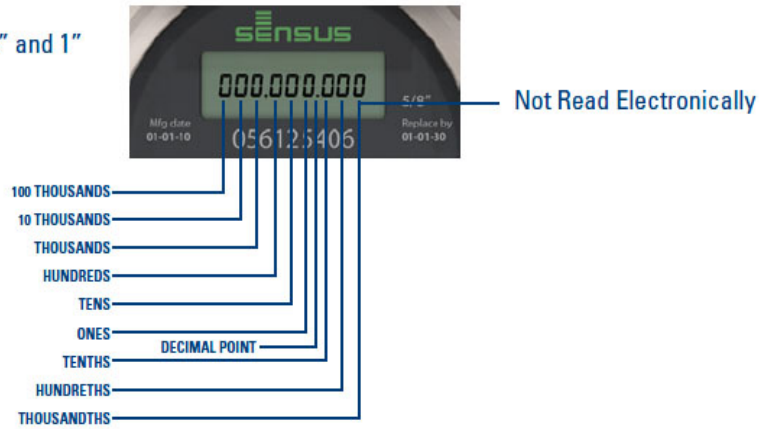 " and 1"
sensus
000.000.000
5/8"
Not Read Electronically
Mfg date
01-01-10
056125406
Replace by
01-01-30
100 THOUSANDS
10 THOUSANDS
THOUSANDS
HUNDREDS
TENS
ONES
DECIMAL POINT
TENTHS
HUNDRETHS
THOUSANDTHS